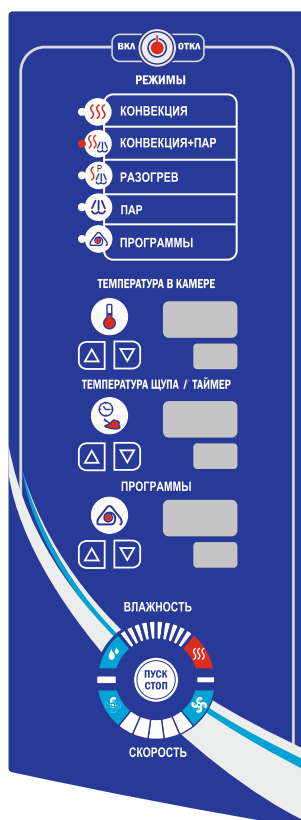 ВКЛ ОТКЛ
РЕЖИМЫ
КОНВЕКЦИЯ
КОНВЕКЦИЯ+ПАР
P
РАЗОГРЕВ
ПАР
ПРОГРАММЫ
ТЕМПЕРАТУРА В КАМЕРЕ
ТЕМПЕРАТУРА ЩУПА / ТАЙМЕР
ПРОГРАММЫ
ВЛАЖНОСТЬ
ПУСК
СТОП
СКОРОСТЬ